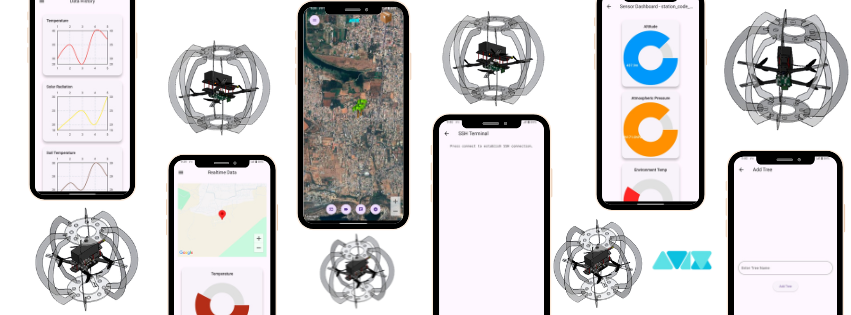 Data History
Temperature
Solar Radiation
Soil Temperature
Realtime Data
Google
Temperature
SSH Terminal
Press connect to establish SSH connection.
Sensor Dashboard - station_code_...
Altitude
Atmospheric Pressure
Environment Temp
Add Tree
Enter Tree Name
Add Tree